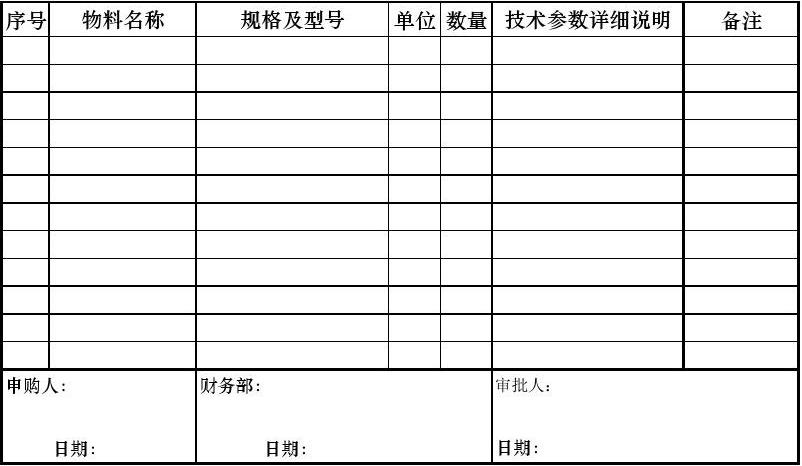 序号 物料名称 规格及型号 单位 数量 技术参数详细说明 备注
申购人： 财务部： 审批人：
日期： 日期： 日期：